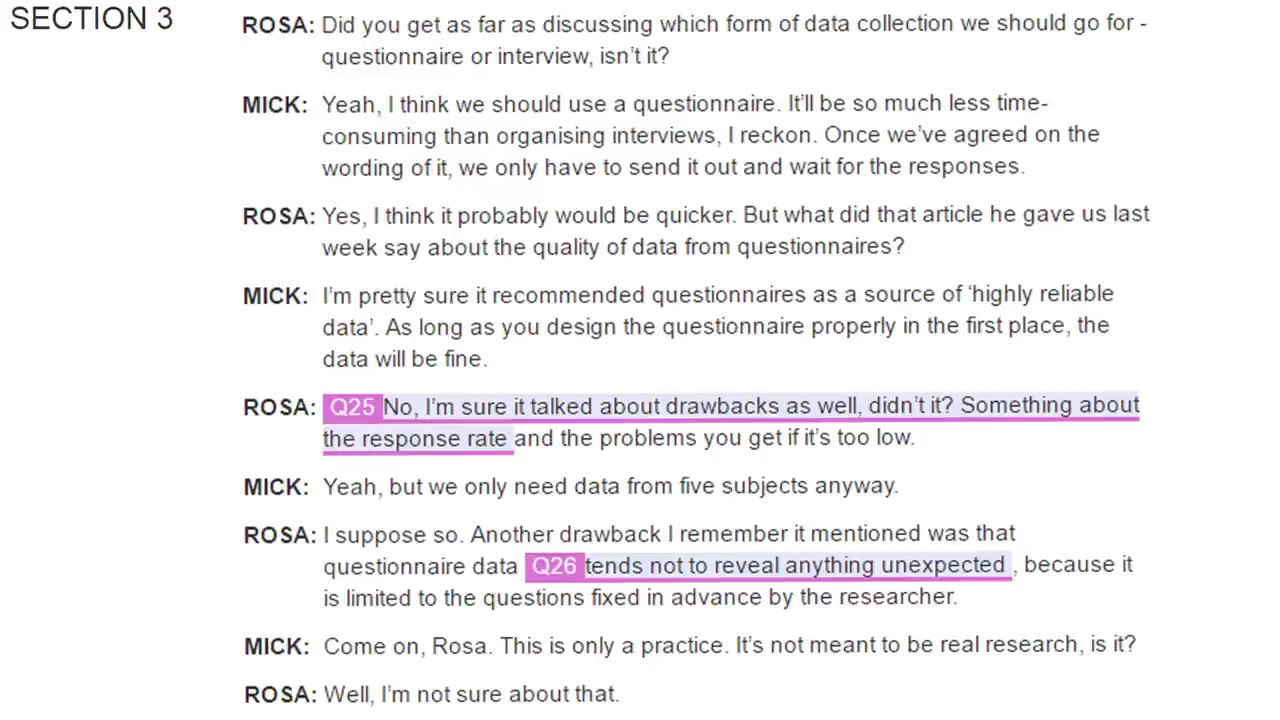 SECTION 3
ROSA: Did you get as far as discussing which form of data collection we should go for -
questionnaire or interview, isn't it?
MICK: Yeah, I think we should use a questionnaire. It'll be so much less time-
consuming than organising interviews, I reckon. Once we've agreed on the
wording of it, we only have to send it out and wait for the responses.
ROSA: Yes, I think it probably would be quicker. But what did that article he gave us last
week say about the quality of data from questionnaires?
MICK: I'm pretty sure it recommended questionnaires as a source of 'highly reliable
data'. As long as you design the questionnaire properly in the first place, the
data will be fine.
ROSA: Q25 No, I'm sure it talked about drawbacks as well, didn't it? Something about
the response rate and the problems you get if it's too low.
MICK: Yeah, but we only need data from five subjects anyway.
ROSA: I suppose so. Another drawback I remember it mentioned was that
questionnaire data Q26 tends not to reveal anything unexpected , because it
is limited to the questions fixed in advance by the researcher.
MICK: Come on, Rosa. This is only a practice. It's not meant to be real research, is it?
ROSA: Well, I'm not sure about that.